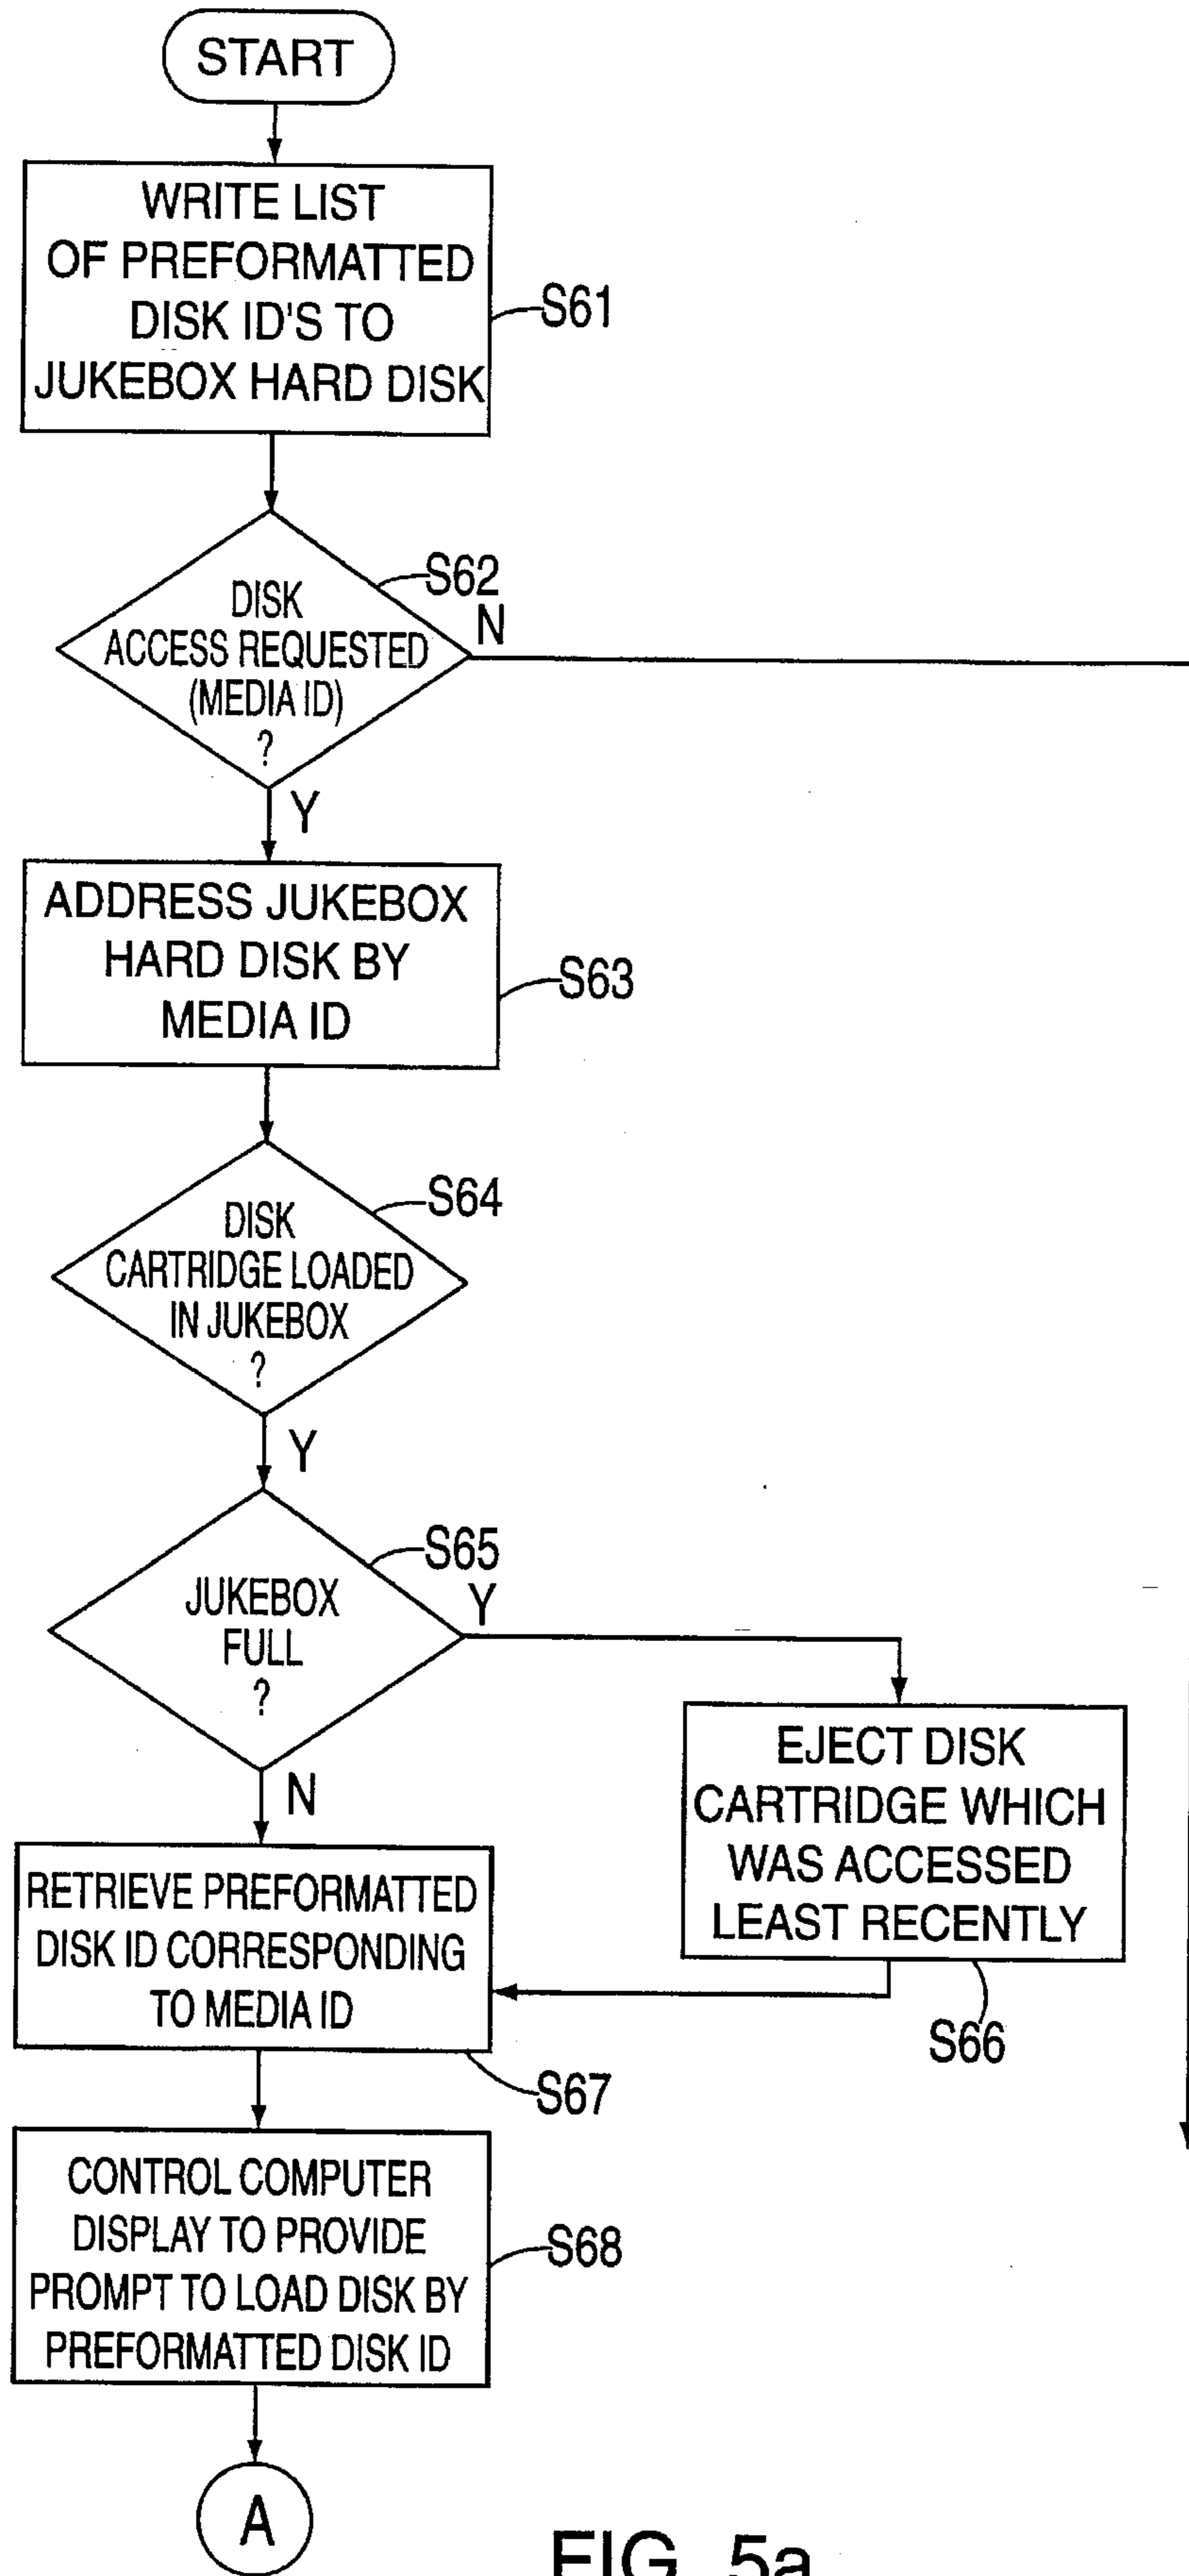 START
WRITE LIST
OF PREFORMATTED
DISK ID'S TO
JUKEBOX HARD DISK
S61
S62
DISK
ACCESS REQUESTED
(MEDIA ID)
?
N
Y
ADDRESS JUKEBOX
HARD DISK BY
MEDIA ID
S63
S64
DISK
CARTRIDGE LOADED
IN JUKEBOX
?
Y
S65
JUKEBOX
FULL
?
Y
N
EJECT DISK
CARTRIDGE WHICH
WAS ACCESSED
LEAST RECENTLY
S66
RETRIEVE PREFORMATTED
DISK ID CORRESPONDING
TO MEDIA ID
S67
CONTROL COMPUTER
DISPLAY TO PROVIDE
PROMPT TO LOAD DISK BY
PREFORMATTED DISK ID
S68
A
FIG. 5a